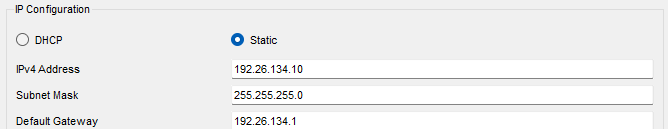 IP Configuration
DHCP Static
IPv4 Address 192.26.134.10
Subnet Mask 255.255.255.0
Default Gateway 192.26.134.1